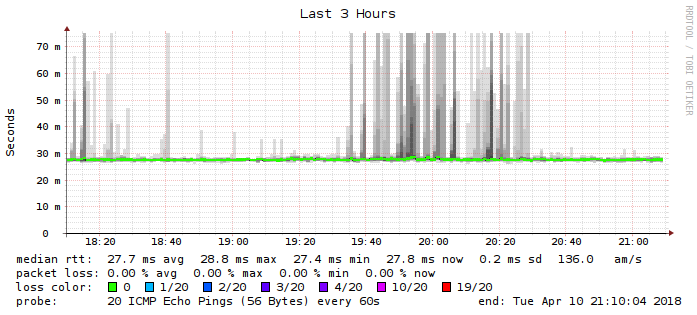 Last 3 Hours
RRDTOOL / TOBI OETIKER
Seconds
70 m
60 m
50 m
40 m
30 m
20 m
10 m
0
18:20 18:40 19:00 19:20 19:40 20:00 20:20 20:40 21:00
median rtt: 27.7 ms avg 28.8 ms max 27.4 ms min 27.8 ms now 0.2 ms sd 136.0 am/s
packet loss: 0.00 % avg 0.00 % max 0.00 % min 0.00 % now
loss color: 0 1/20 2/20 3/20 4/20 10/20 19/20
probe: 20 ICMP Echo Pings (56 Bytes) every 60s end: Tue Apr 10 21:10:04 2018